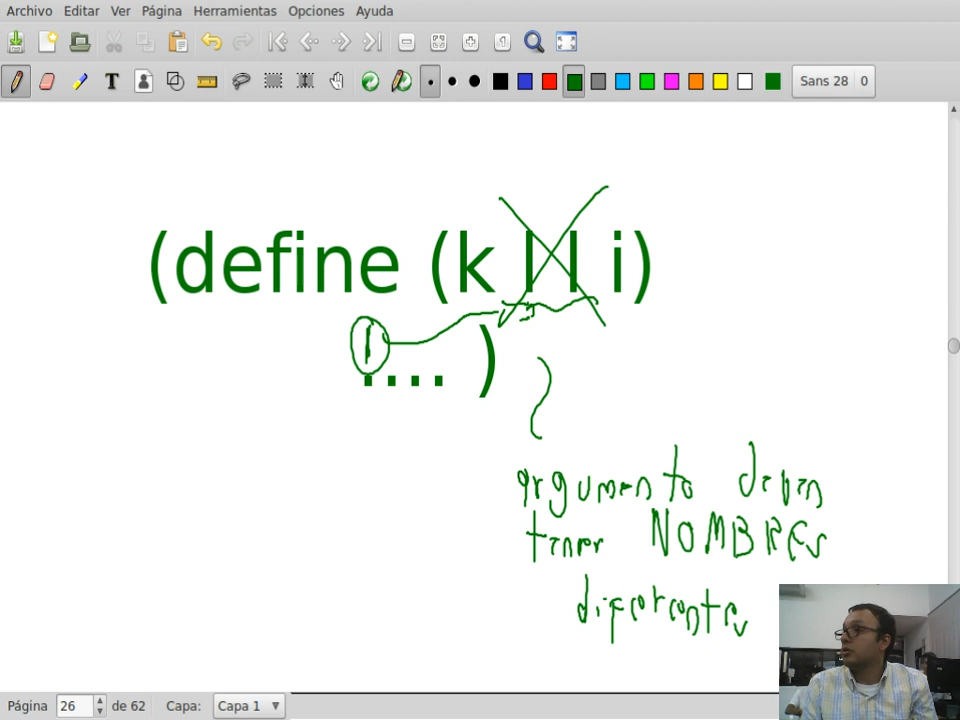 Archivo Editar Ver Página Herramientas Opciones Ayuda
T Sans 28 0
(define (k l l i)
l
.... )
argumento deben
tener NOMBRES
diferentes
Página 26 de 62 Capa: Capa 1